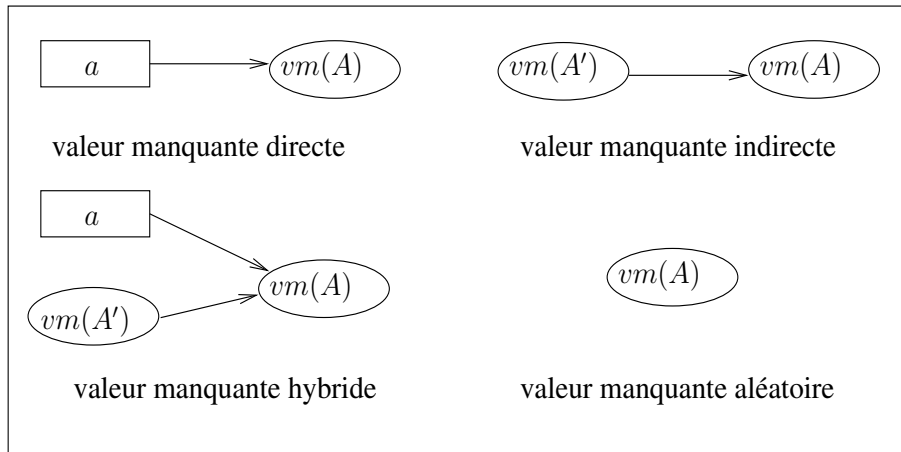 a vm(A) vm(A') vm(A)
valeur manquante directe valeur manquante indirecte
a
vm(A) vm(A)
vm(A')
valeur manquante hybride valeur manquante aléatoire